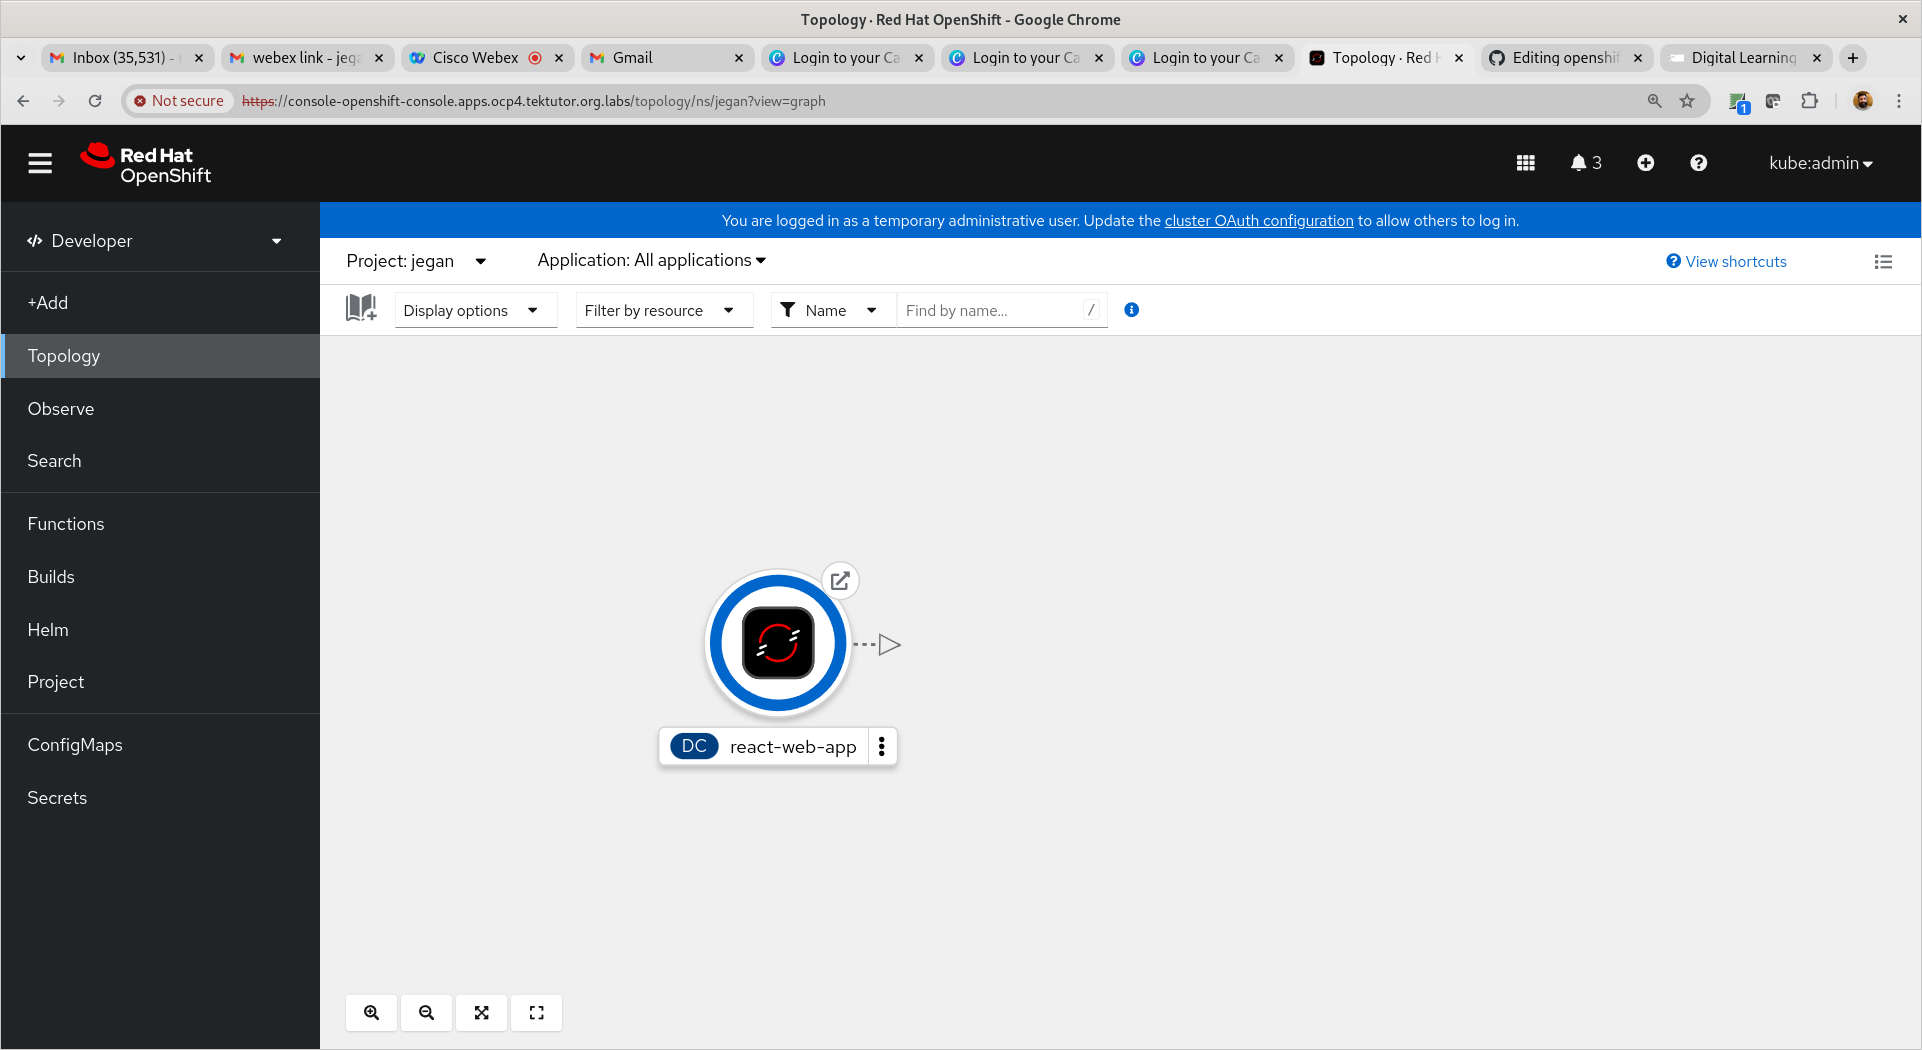 Topology · Red Hat OpenShift - Google Chrome
Inbox (35,531) -
webex link - jega
Cisco Webex
Gmail
Login to your Ca
Login to your Ca
Login to your Ca
Topology · Red H
Editing openshif
Digital Learning
Not secure
https://console-openshift-console.apps.ocp4.tektutor.org.labs/topology/ns/jegan?view=graph
1
Red Hat
OpenShift
3
kube:admin
You are logged in as a temporary administrative user. Update the cluster OAuth configuration to allow others to log in.
Developer
+Add
Topology
Observe
Search
Functions
Builds
Helm
Project
ConfigMaps
Secrets
Project: jegan
Application: All applications
View shortcuts
Display options
Filter by resource
Name
Find by name...
/
DC react-web-app